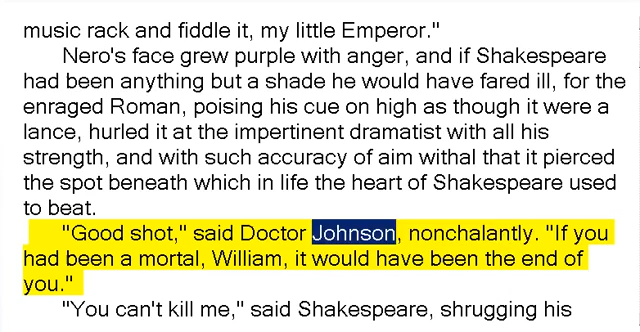 music rack and fiddle it, my little Emperor."
Nero's face grew purple with anger, and if Shakespeare
had been anything but a shade he would have fared ill, for the
enraged Roman, poising his cue on high as though it were a
lance, hurled it at the impertinent dramatist with all his
strength, and with such accuracy of aim withal that it pierced
the spot beneath which in life the heart of Shakespeare used
to beat.
"Good shot," said Doctor Johnson, nonchalantly. "If you
had been a mortal, William, it would have been the end of
you."
"You can't kill me," said Shakespeare, shrugging his